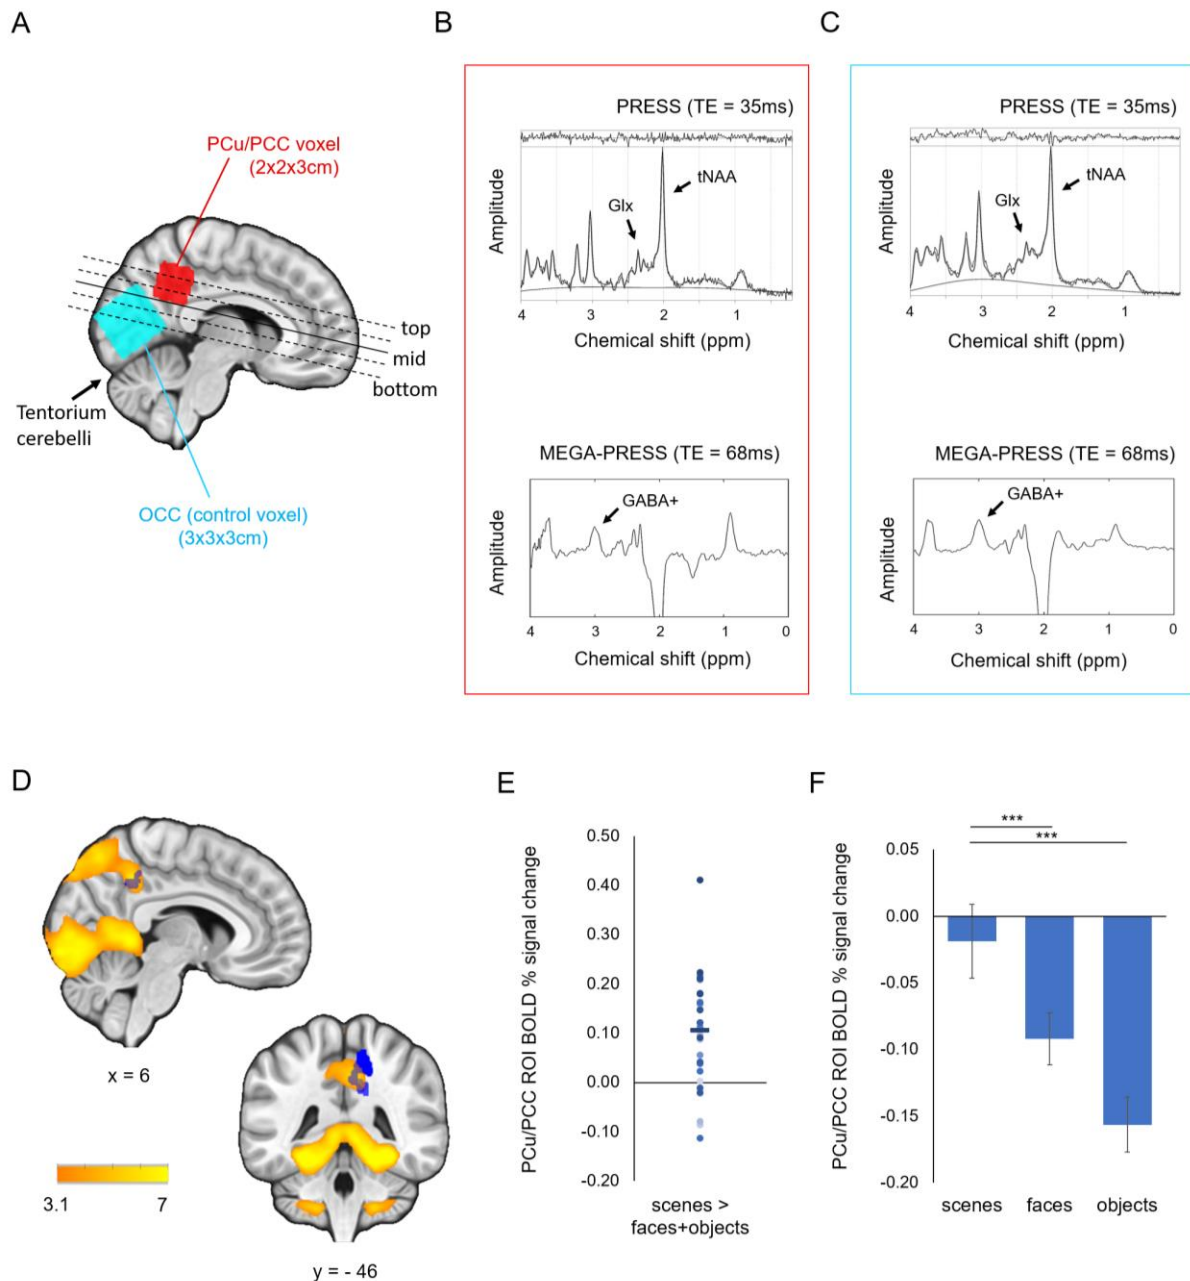 A
PCu/PCC voxel
(2x2x3cm)
top
mid
bottom
Tentorium
cerebelli
OCC (control voxel)
(3x3x3cm)
B
PRESS (TE = 35ms)
Amplitude
tNAA
Glx
4 3 2 1
Chemical shift (ppm)
MEGA-PRESS (TE = 68ms)
Amplitude
GABA+
4 3 2 1 0
Chemical shift (ppm)
C
PRESS (TE = 35ms)
Amplitude
tNAA
Glx
4 3 2 1
Chemical shift (ppm)
MEGA-PRESS (TE = 68ms)
Amplitude
GABA+
4 3 2 1 0
Chemical shift (ppm)
D
x = 6
3.1 7
y = - 46
E
PCu/PCC ROI BOLD % signal change
0.50
0.40
0.30
0.20
0.10
0.00
-0.10
-0.20
scenes >
faces+objects
F
PCu/PCC ROI BOLD % signal change
***
***
0.05
0.00
-0.05
-0.10
-0.15
-0.20
scenes faces objects